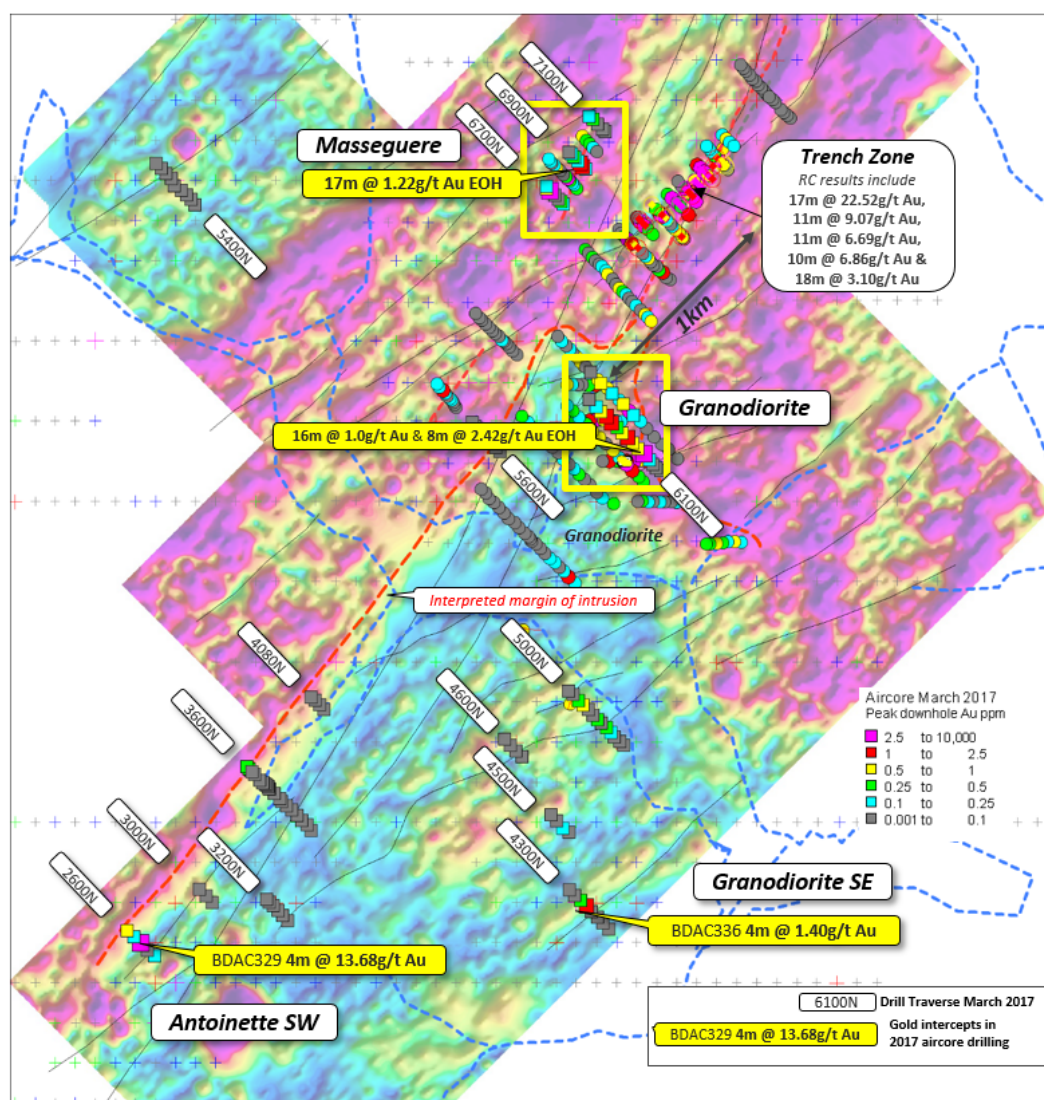 7100N
6900N
6700N
Masseguere
17m @ 1.22g/t Au EOH
5400N
Trench Zone
RC results include
17m @ 22.52g/t Au,
11m @ 9.07g/t Au,
11m @ 6.69g/t Au,
10m @ 6.86g/t Au &
18m @ 3.10g/t Au
1km
Granodiorite
16m @ 1.0g/t Au & 8m @ 2.42g/t Au EOH
5600N
6100N
Granodiorite
Interpreted margin of intrusion
4080N
5000N
4600N
3600N
4500N
Aircore March 2017
Peak downhole Au ppm
2.5 to 10,000
1 to 2.5
0.5 to 1
0.25 to 0.5
0.1 to 0.25
0.001 to 0.1
3000N
3200N
4300N
2600N
Granodiorite SE
BDAC336 4m @ 1.40g/t Au
BDAC329 4m @ 13.68g/t Au
Antoinette SW
6100N Drill Traverse March 2017
BDAC329 4m @ 13.68g/t Au
Gold intercepts in
2017 aircore drilling